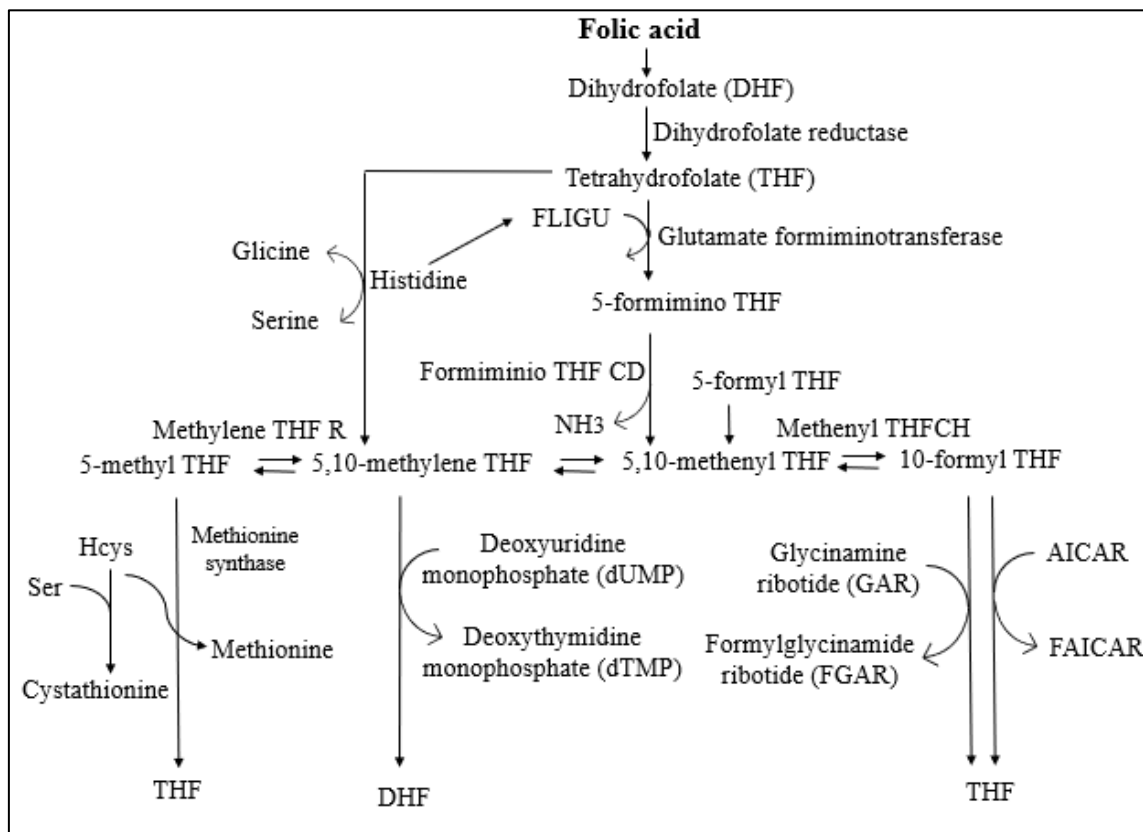 Folic acid
Dihydrofolate (DHF)
Dihydrofolate reductase
Tetrahydrofolate (THF)
FLIGU
Glutamate formiminotransferase
Glicine
Histidine
Serine
5-formimino THF
Formiminio THF CD
5-formyl THF
NH3
Methylene THF R
Methenyl THFCH
5-methyl THF
5,10-methylene THF
5,10-methenyl THF
10-formyl THF
Hcys
Methionine
synthase
Ser
Methionine
Cystathionine
Deoxyuridine
monophosphate (dUMP)
Deoxythymidine
monophosphate (dTMP)
Glycinamine
ribotide (GAR)
Formylglycinamide
ribotide (FGAR)
AICAR
FAICAR
THF
DHF
THF